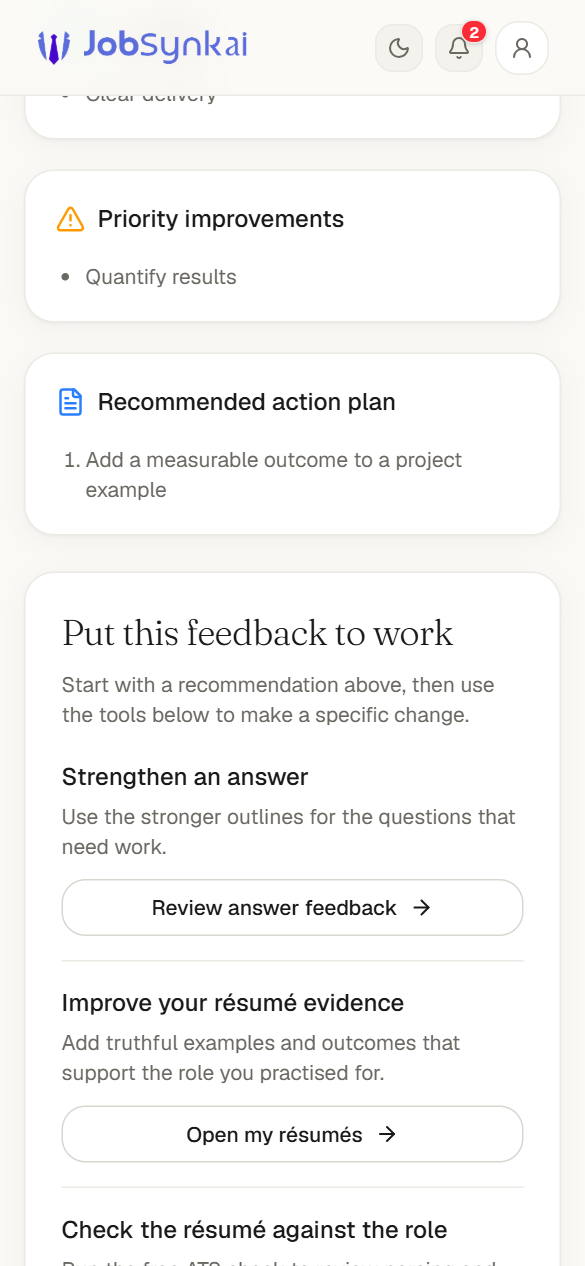 JobSynkai
2
Clear delivery
Priority improvements
• Quantify results
Recommended action plan
1. Add a measurable outcome to a project
example
Put this feedback to work
Start with a recommendation above, then use
the tools below to make a specific change.
Strengthen an answer
Use the stronger outlines for the questions that
need work.
Review answer feedback →
Improve your résumé evidence
Add truthful examples and outcomes that
support the role you practised for.
Open my résumés →
Check the résumé against the role